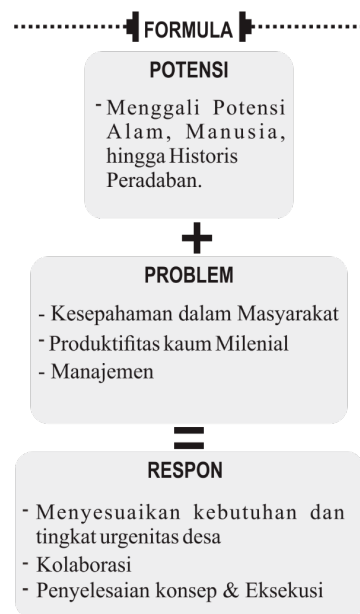 FORMULA
POTENSI
- Menggali Potensi
Alam, Manusia,
hingga Historis
Peradaban.
+
PROBLEM
- Kesepahaman dalam Masyarakat
- Produktifitas kaum Milenial
- Manajemen
=
RESPON
- Menyesuaikan kebutuhan dan
tingkat urgenitas desa
- Kolaborasi
- Penyelesaian konsep & Eksekusi